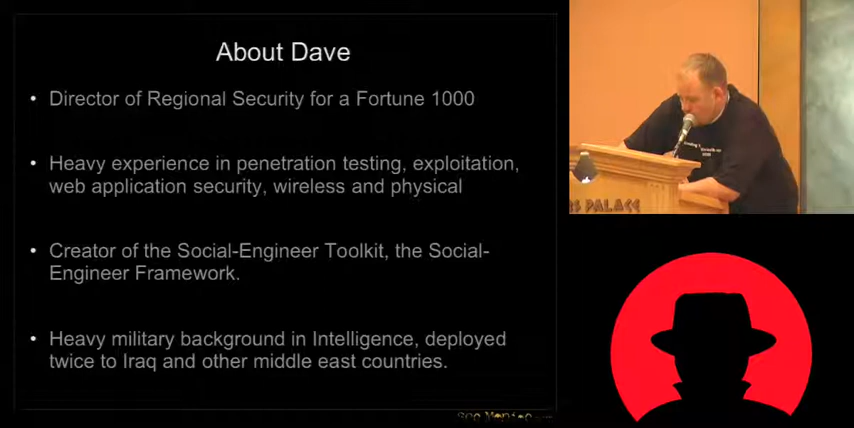 About Dave
• Director of Regional Security for a Fortune 1000
• Heavy experience in penetration testing, exploitation,
web application security, wireless and physical
• Creator of the Social-Engineer Toolkit, the Social-
Engineer Framework.
• Heavy military background in Intelligence, deployed
twice to Iraq and other middle east countries.
PALACE